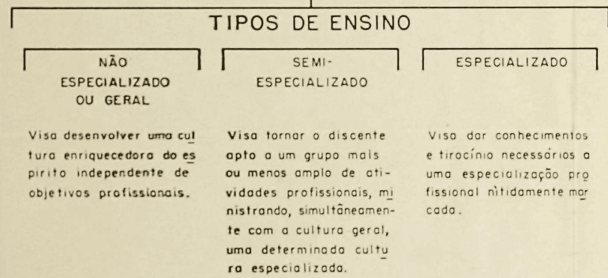 TIPOS DE ENSINO
NÃO
ESPECIALIZADO
OU GERAL
Visa desenvolver uma cul
tura enriquecedora do es
pirito independente de
objetivos profissionais.
SEMI-
ESPECIALIZADO
Visa tornar o discente
apto a um grupo mais
ou menos amplo de ati-
vidades profissionais, mi
nistrando, simultâneamen-
te com a cultura geral,
uma determinada cultu
ra especializada.
ESPECIALIZADO
Visa dar conhecimentos
e tirocínio necessários a
uma especialização pro
fissional nìtidamente mar
cada.